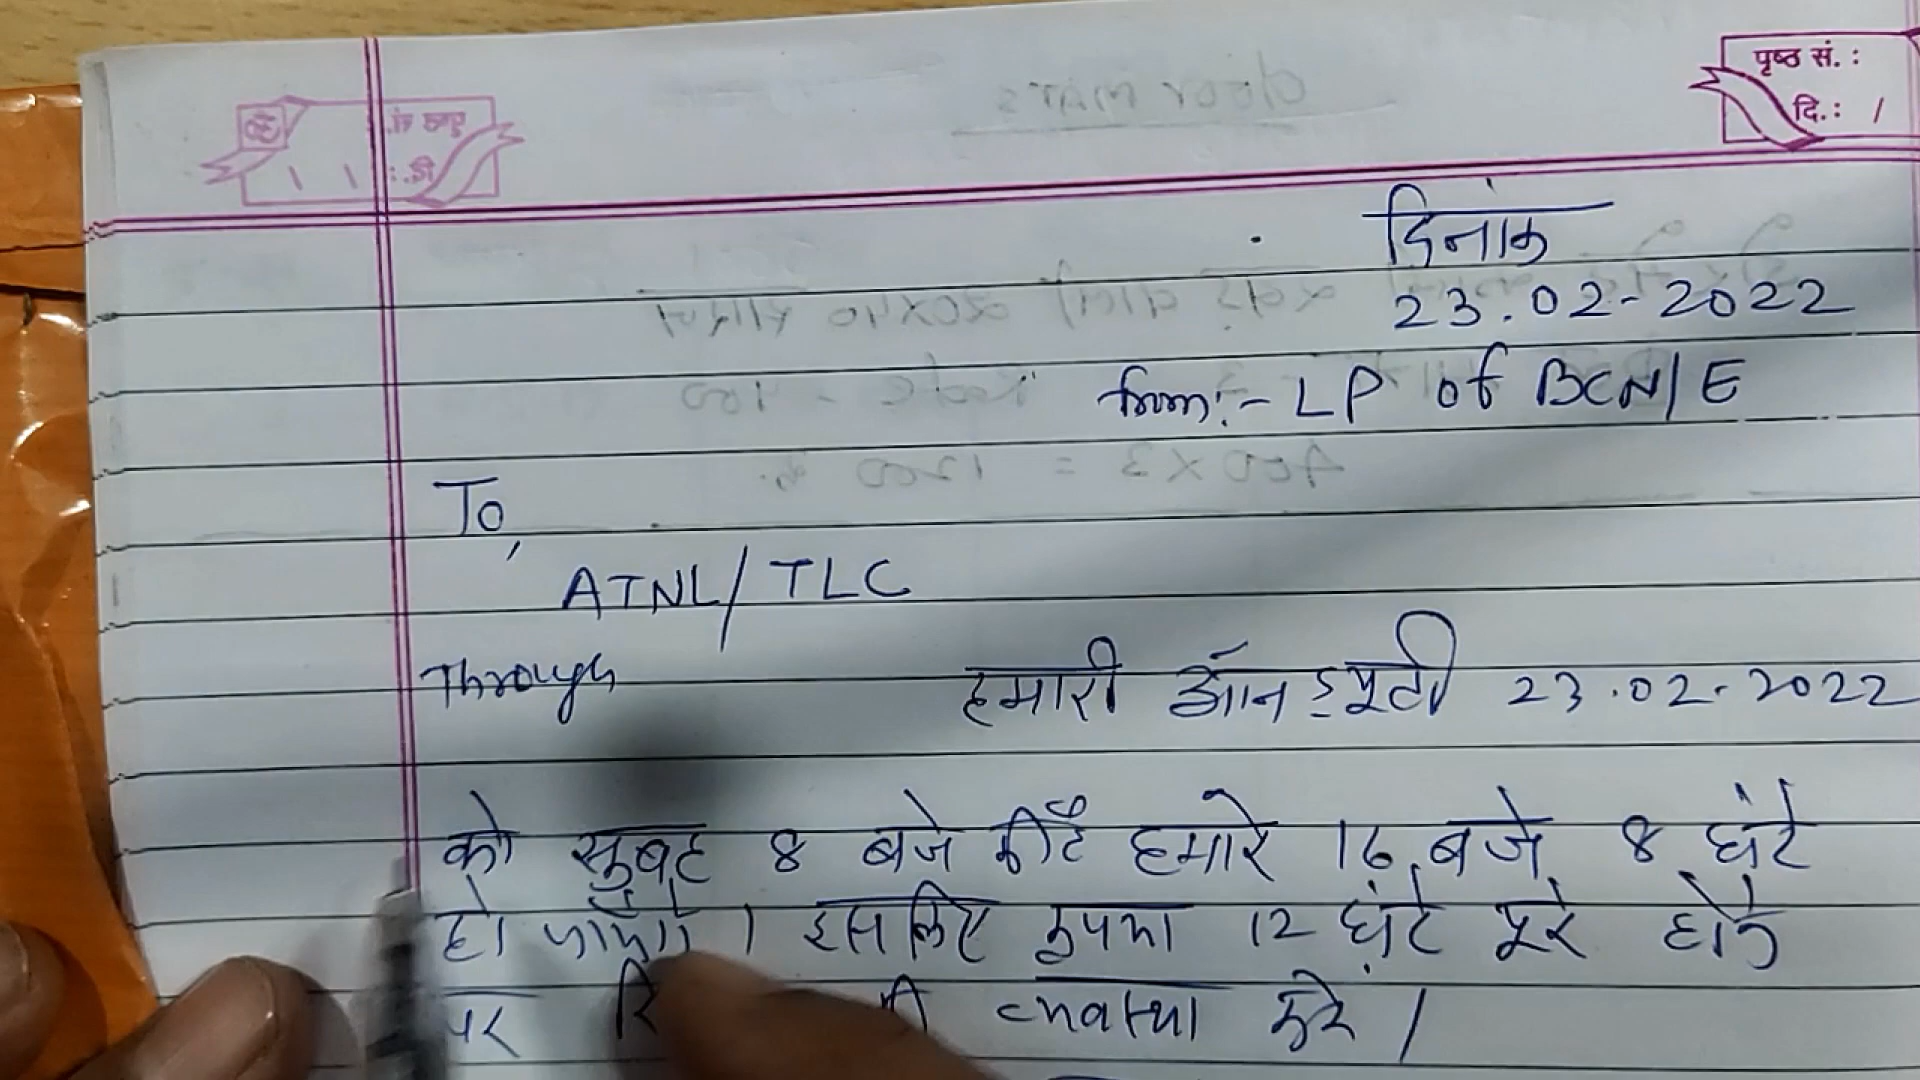 पृष्ठ सं. :
दि. : /
दिनांक
23.02-2022
from:- LP of BCN/E
To,
ATNL/TLC
Through हमारी ऑन ड्यूटी 23.02-2022
को सुबह 8 बजे की है हमारे 16 बजे 8 घंटे
हो जायेंगे । इसलिए कृपया 12 घंटे पूरे होने
पर व्यवस्था करे /